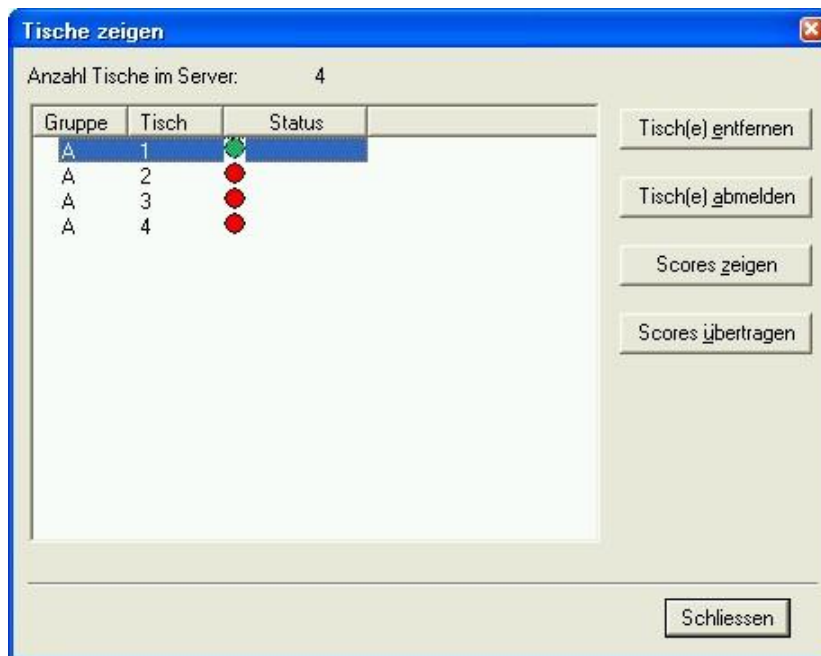 Tische zeigen
Anzahl Tische im Server: 4
Gruppe Tisch Status
A 1
A 2
A 3
A 4
Tisch(e) entfernen
Tisch(e) abmelden
Scores zeigen
Scores übertragen
Schliessen